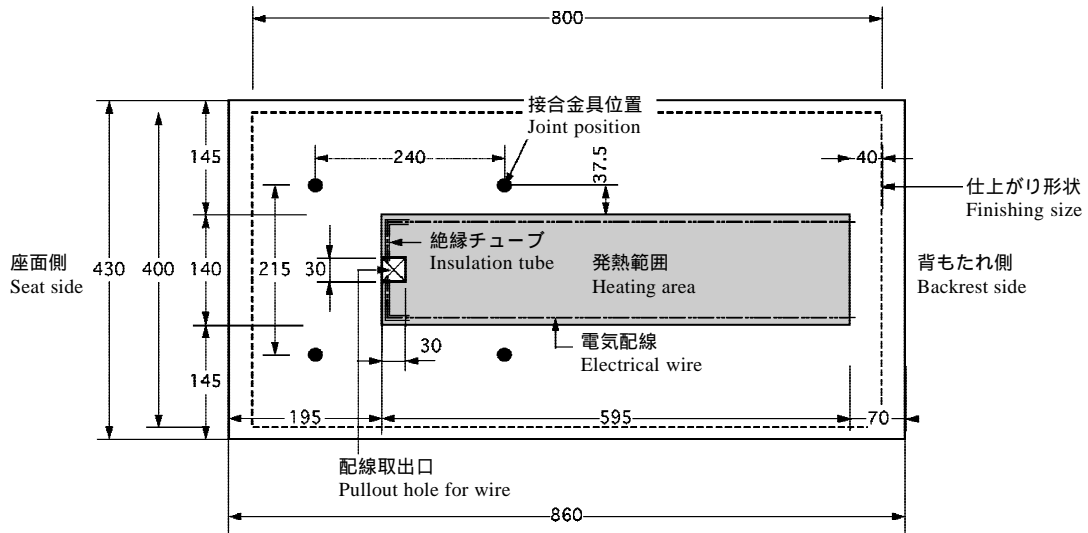 800
接合金具位置
Joint position
145
240
37.5
40
仕上がり形状
Finishing size
座面側
Seat side
430
400
140
215
30
絶縁チューブ
Insulation tube
発熱範囲
Heating area
背もたれ側
Backrest side
電気配線
Electrical wire
30
145
195
595
70
配線取出口
Pullout hole for wire
860